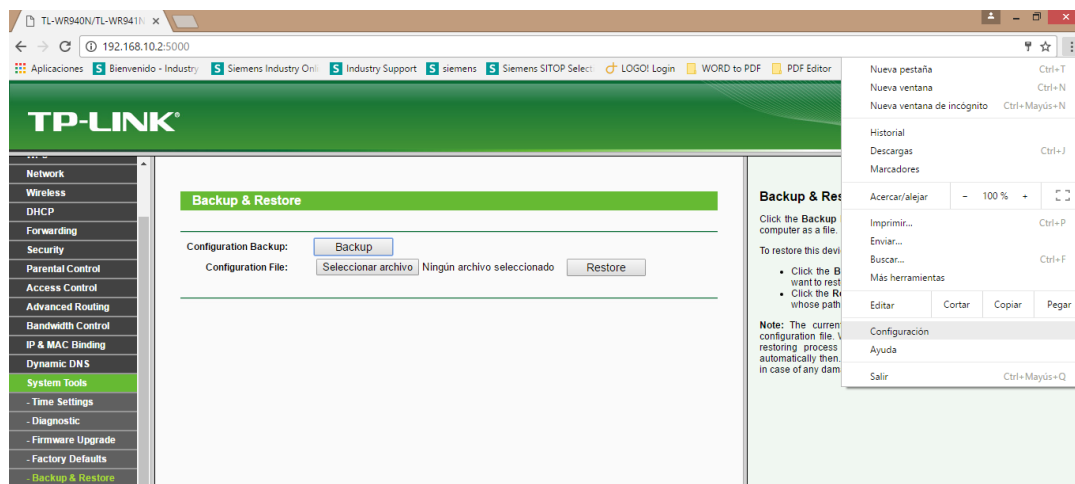 TL-WR940N/TL-WR941N
192.168.10.2:5000
Aplicaciones
Bienvenido - Industry
Siemens Industry Onli
Industry Support
siemens
Siemens SITOP Select
LOGO! Login
WORD to PDF
PDF Editor
TP-LINK®
Network
Wireless
DHCP
Forwarding
Security
Parental Control
Access Control
Advanced Routing
Bandwidth Control
IP & MAC Binding
Dynamic DNS
System Tools
- Time Settings
- Diagnostic
- Firmware Upgrade
- Factory Defaults
- Backup & Restore
Backup & Restore
Configuration Backup: Backup
Configuration File: Seleccionar archivo Ningún archivo seleccionado Restore
Backup & Res
Click the Backup
computer as a file.
To restore this devi
Click the B
want to rest
Click the R
whose path
Note: The curren
configuration file.
restoring process
automatically then.
in case of any dam
Nueva pestaña Ctrl+T
Nueva ventana Ctrl+N
Nueva ventana de incógnito Ctrl+Mayús+N
Historial
Descargas Ctrl+J
Marcadores
Acercar/alejar - 100 % +
Imprimir... Ctrl+P
Enviar...
Buscar... Ctrl+F
Más herramientas
Editar Cortar Copiar Pegar
Configuración
Ayuda
Salir Ctrl+Mayús+Q